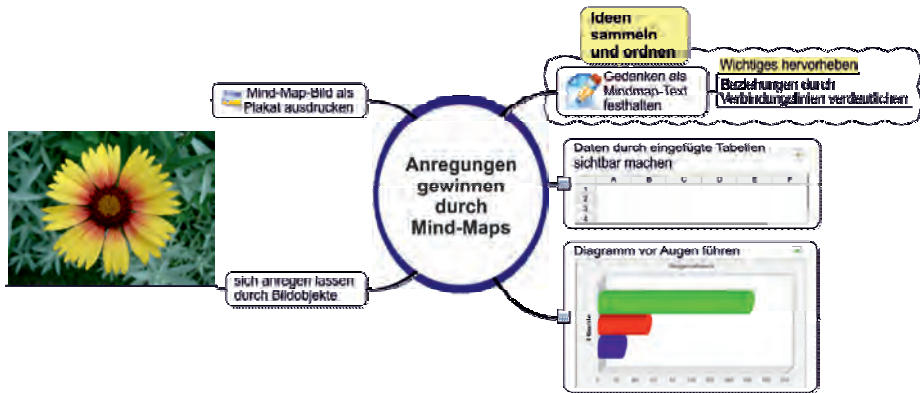 Ideen
sammeln
und ordnen
Gedanken als
Mindmap-Text
festhalten
Wichtiges hervorheben
Beziehungen durch
Verbindungslinien verdeutlichen
Mind-Map-Bild als
Plakat ausdrucken
Anregungen
gewinnen
durch
Mind-Maps
Daten durch eingefügte Tabellen
sichtbar machen
A B C D E F
1
2
3
4
Diagramm vor Augen führen
sich anregen lassen
durch Bildobjekte